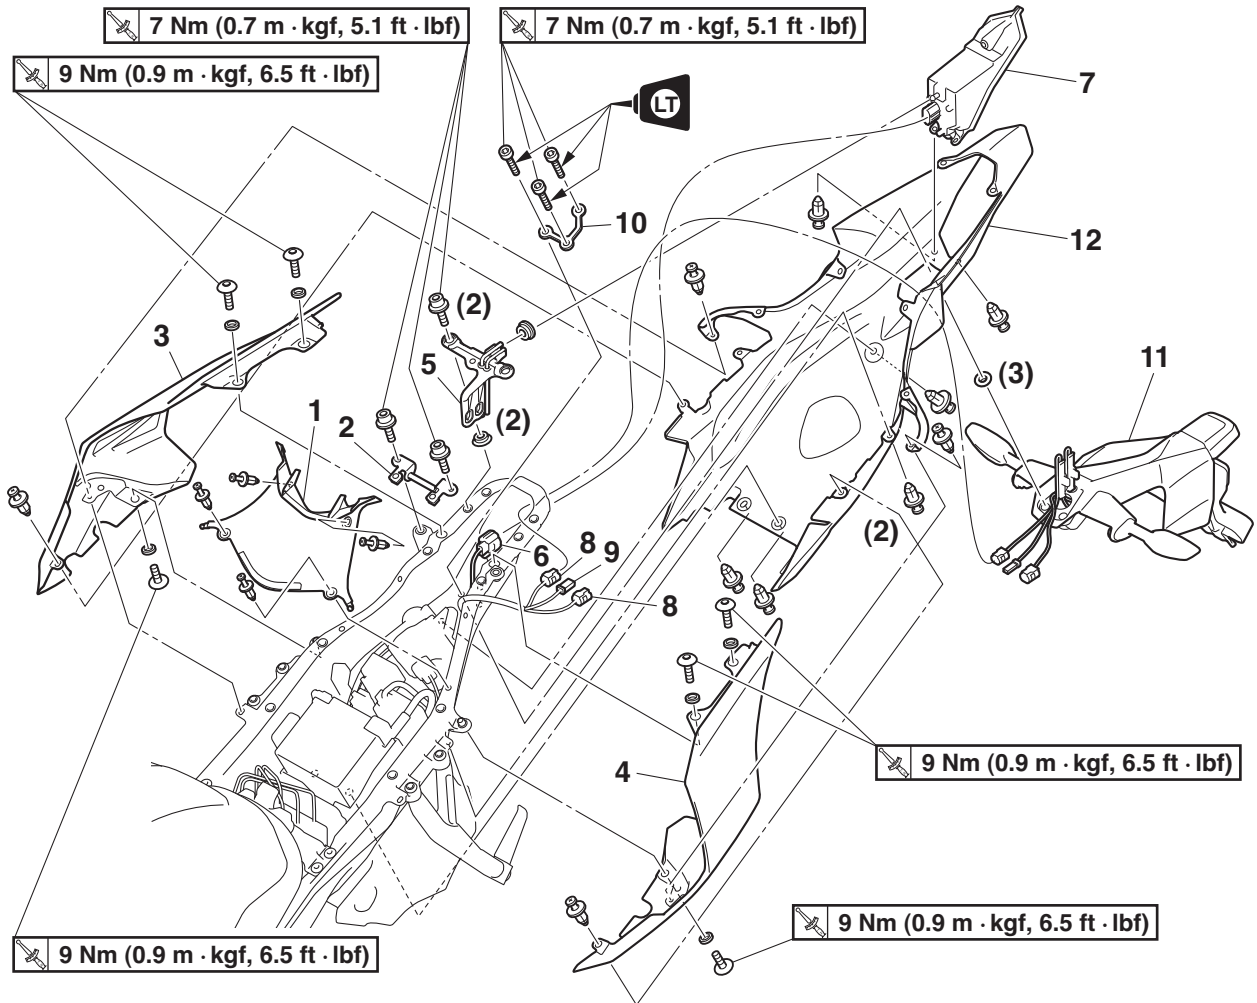 7 Nm (0.7 m · kgf, 5.1 ft · lbf)
7 Nm (0.7 m · kgf, 5.1 ft · lbf)
9 Nm (0.9 m · kgf, 6.5 ft · lbf)
7
LT
10
12
(2)
3
5
(3)
11
1
2
(2)
(2)
6
8
9
8
4
9 Nm (0.9 m · kgf, 6.5 ft · lbf)
9 Nm (0.9 m · kgf, 6.5 ft · lbf)
9 Nm (0.9 m · kgf, 6.5 ft · lbf)